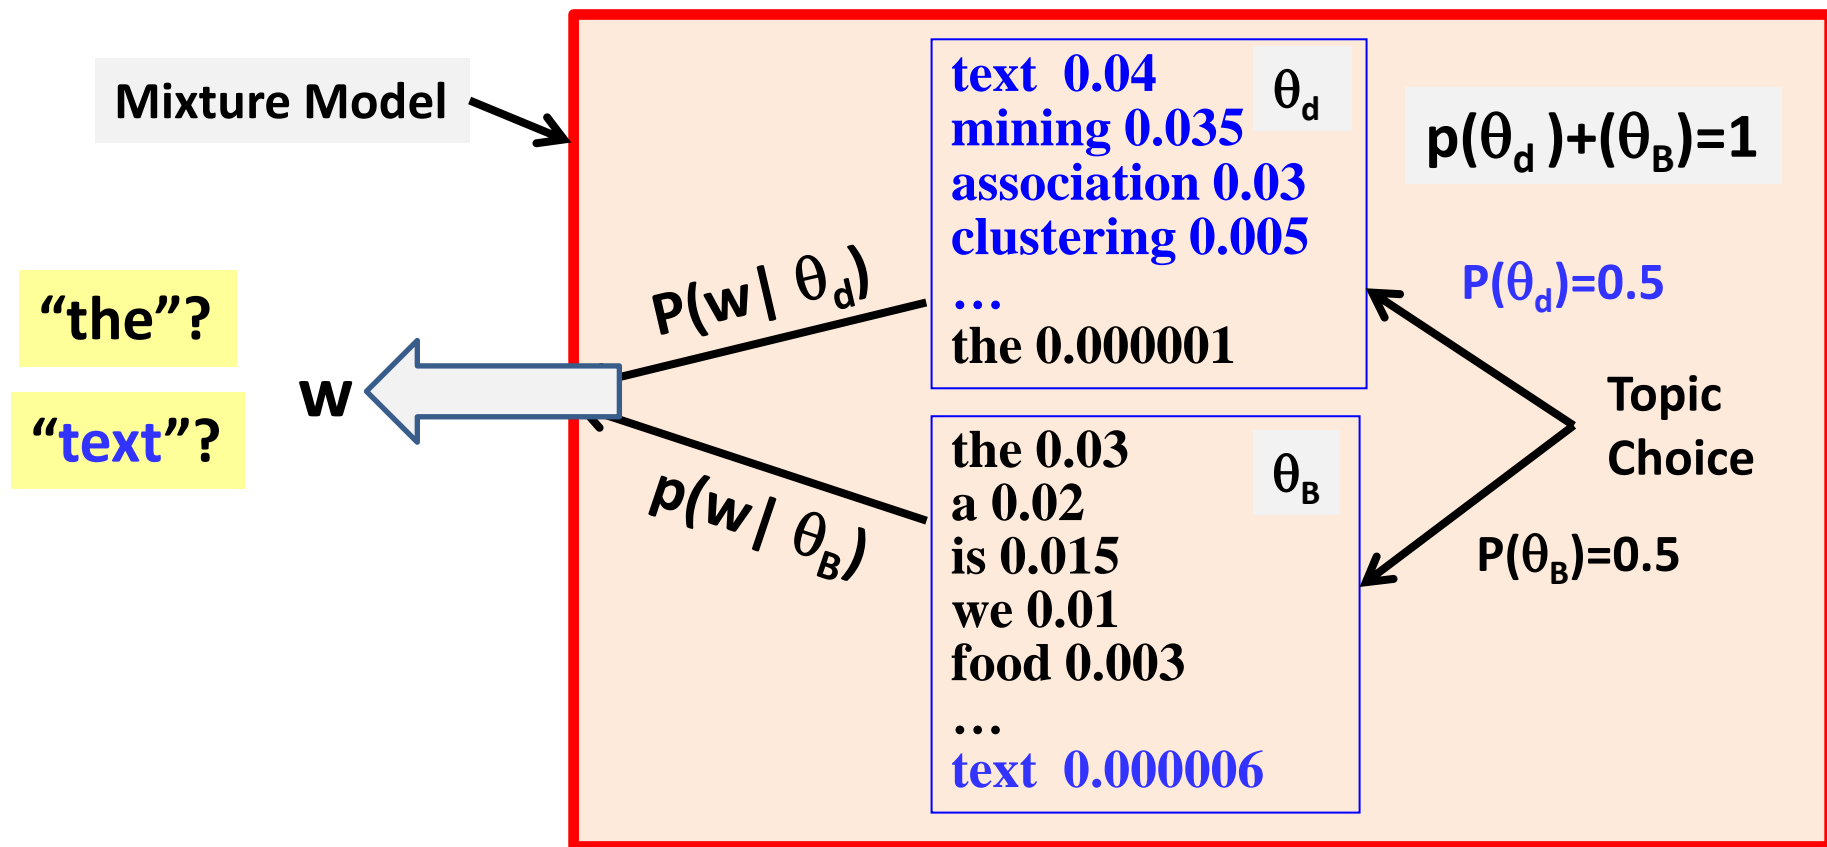 Mixture Model
text 0.04
mining 0.035
association 0.03
clustering 0.005
…
the 0.000001
θd
p(θd )+(θB)=1
P(θd)=0.5
P(w| θd)
“the”?
w
“text”?
p(w| θB)
the 0.03
a 0.02
is 0.015
we 0.01
food 0.003
…
text 0.000006
θB
Topic
Choice
P(θB)=0.5